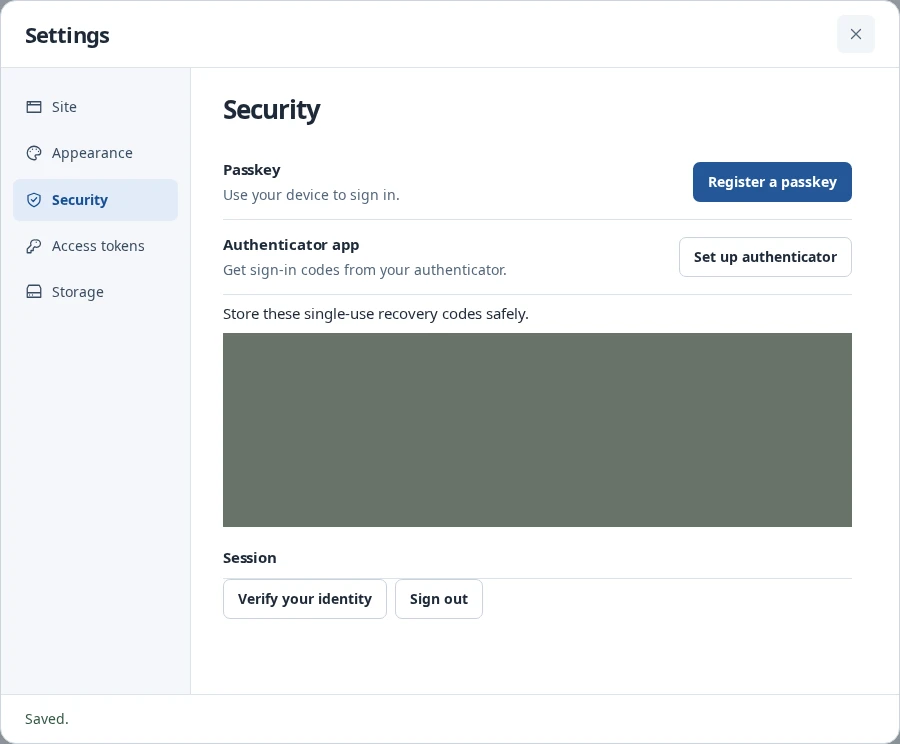 Settings
Site
Appearance
Security
Access tokens
Storage
Security
Passkey
Use your device to sign in.
Register a passkey
Authenticator app
Get sign-in codes from your authenticator.
Set up authenticator
Store these single-use recovery codes safely.
Session
Verify your identity
Sign out
Saved.